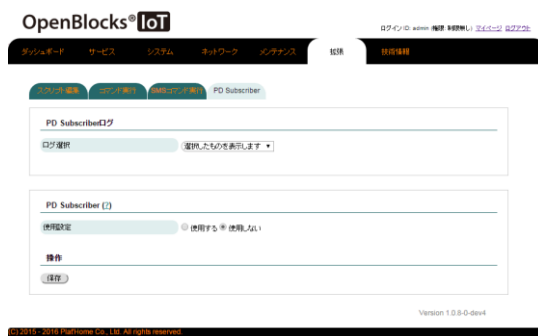 OpenBlocks® IoT
ログインID: admin (権限: 制限無し) マイページ ログアウト
ダッシュボード サービス システム ネットワーク メンテナンス 拡張 技術情報
スクリプト編集 コマンド実行 SMSコマンド実行 PD Subscriber
PD Subscriberログ
ログ選択 選択したものを表示します ▼
PD Subscriber (?)
使用設定 使用する 使用しない
操作
保存
Version 1.0.8-0-dev4
(C) 2015 - 2016 Plat'Home Co., Ltd. All rights reserved.